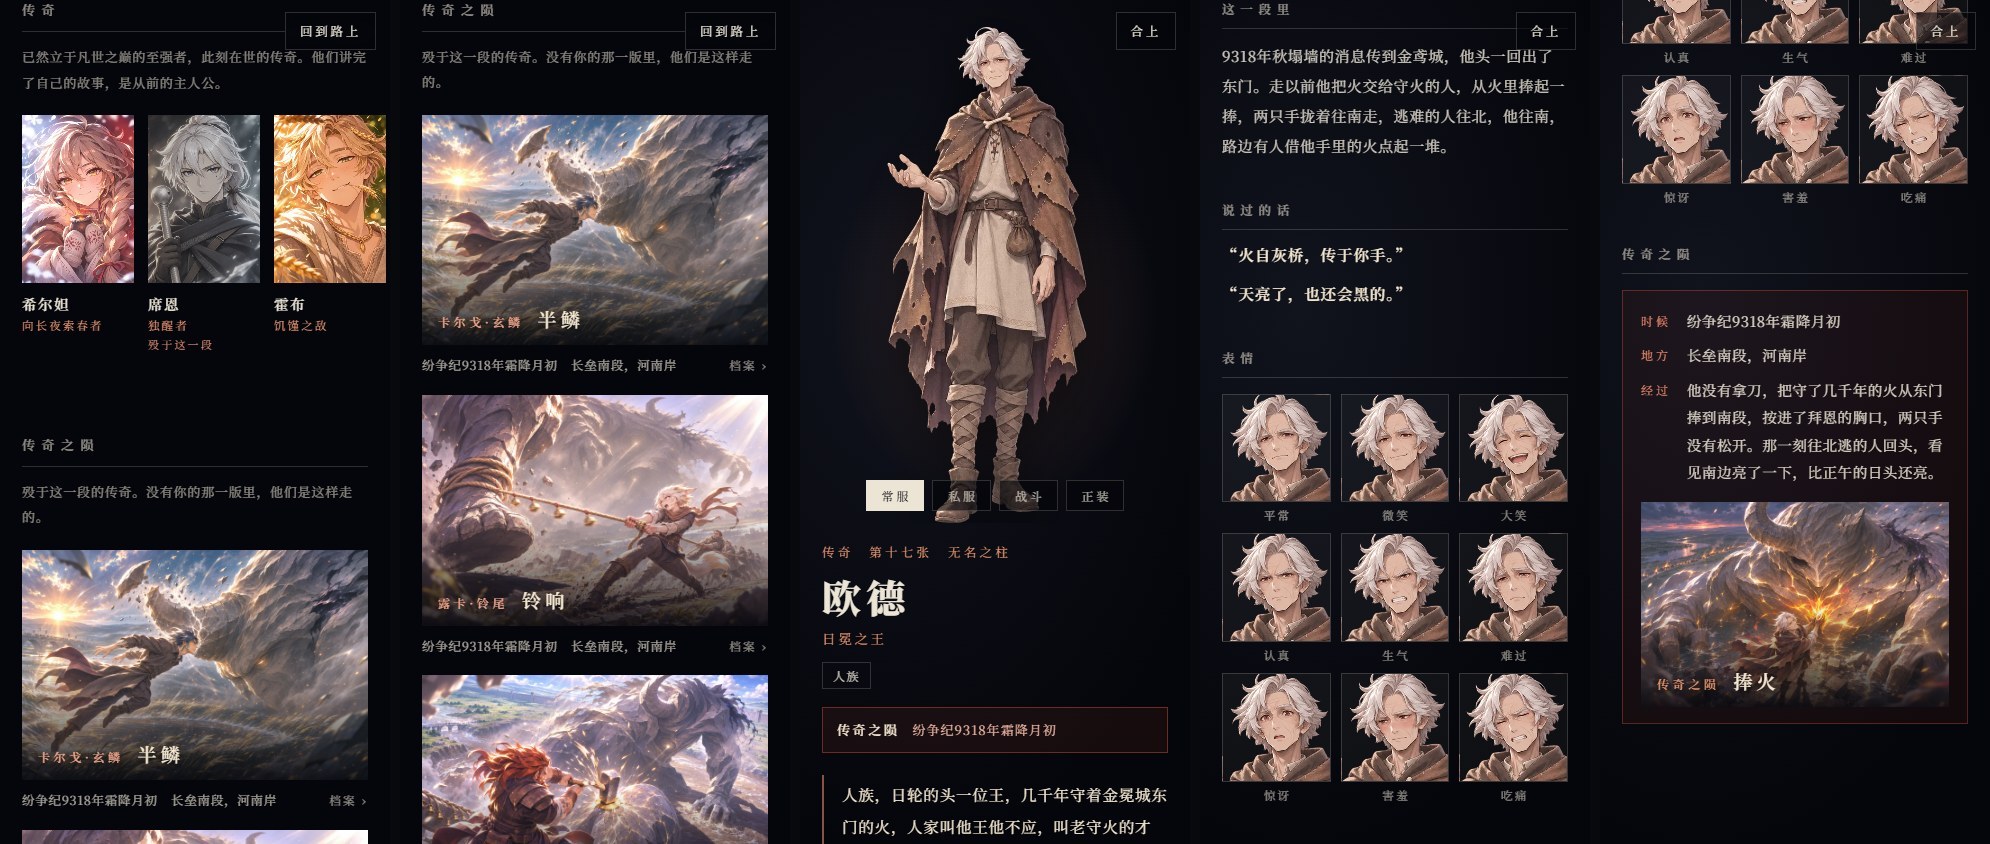 传奇
回到路上
已然立于凡世之巅的至强者，此刻在世的传奇。他们讲完
了自己的故事，是从前的主人公。
希尔妲
向长夜索春者
席恩
独醒者
殁于这一段
霍布
饥馑之敌
传奇之陨
殁于这一段的传奇。没有你的那一版里，他们是这样走
的。
卡尔戈·玄鳞 半鳞
纷争纪9318年霜降月初 长垒南段，河南岸
档案 ›
传奇之陨
回到路上
殁于这一段的传奇。没有你的那一版里，他们是这样走
的。
卡尔戈·玄鳞 半鳞
纷争纪9318年霜降月初 长垒南段，河南岸
档案 ›
露卡·铃尾 铃响
纷争纪9318年霜降月初 长垒南段，河南岸
档案 ›
合上
常服
私服
战斗
正装
传奇 第十七张 无名之柱
欧德
日冕之王
人族
传奇之陨 纷争纪9318年霜降月初
人族，日轮的头一位王，几千年守着金冕城东
门的火，人家叫他王他不应，叫老守火的才
这一段里
合上
9318年秋塌墙的消息传到金鸢城，他头一回出了
东门。走以前他把火交给守火的人，从火里捧起一
捧，两只手拢着往南走，逃难的人往北，他往南，
路边有人借他手里的火点起一堆。
说过的话
“火自灰桥，传于你手。”
“天亮了，也还会黑的。”
表情
平常
微笑
大笑
认真
生气
难过
惊讶
害羞
吃痛
合上
认真
生气
难过
惊讶
害羞
吃痛
传奇之陨
时候 纷争纪9318年霜降月初
地方 长垒南段，河南岸
经过 他没有拿刀，把守了几千年的火从东门
捧到南段，按进了拜恩的胸口，两只手
没有松开。那一刻往北逃的人回头，看
见南边亮了一下，比正午的日头还亮。
传奇之陨 捧火